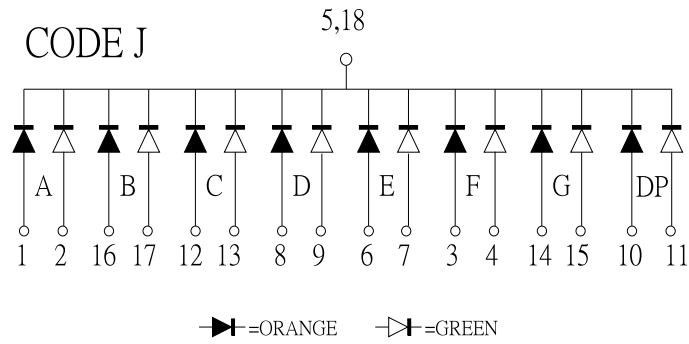 5,18
CODE J
A B C D E F G DP
1 2 16 17 12 13 8 9 6 7 3 4 14 15 10 11
=ORANGE =GREEN